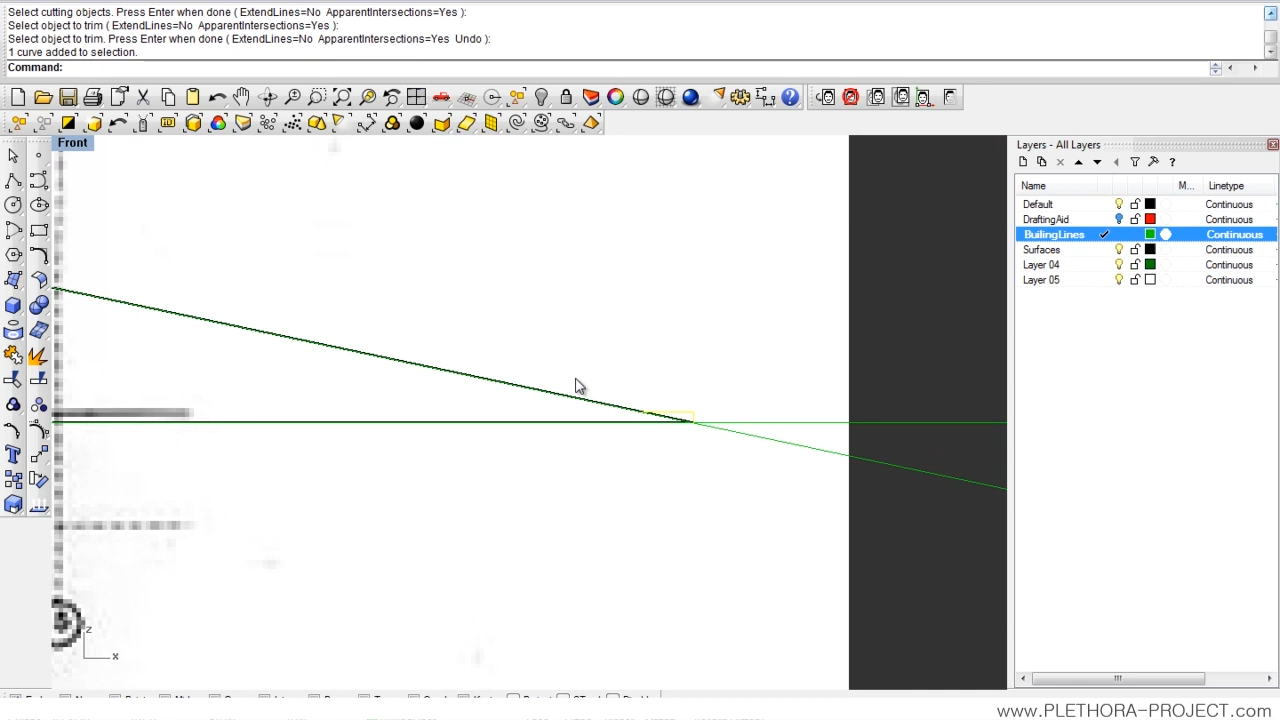 Select cutting objects. Press Enter when done ( ExtendLines=No  ApparentIntersections=Yes ):
Select object to trim ( ExtendLines=No  ApparentIntersections=Yes ):
Select object to trim. Press Enter when done ( ExtendLines=No  ApparentIntersections=Yes  Undo ):
1 curve added to selection.
Command:
Front
Layers - All Layers
Name M... Linetype
Default Continuous
DraftingAid Continuous
BuilingLines Continuous
Surfaces Continuous
Layer 04 Continuous
Layer 05 Continuous
z
x
www.PLETHORA-PROJECT.com